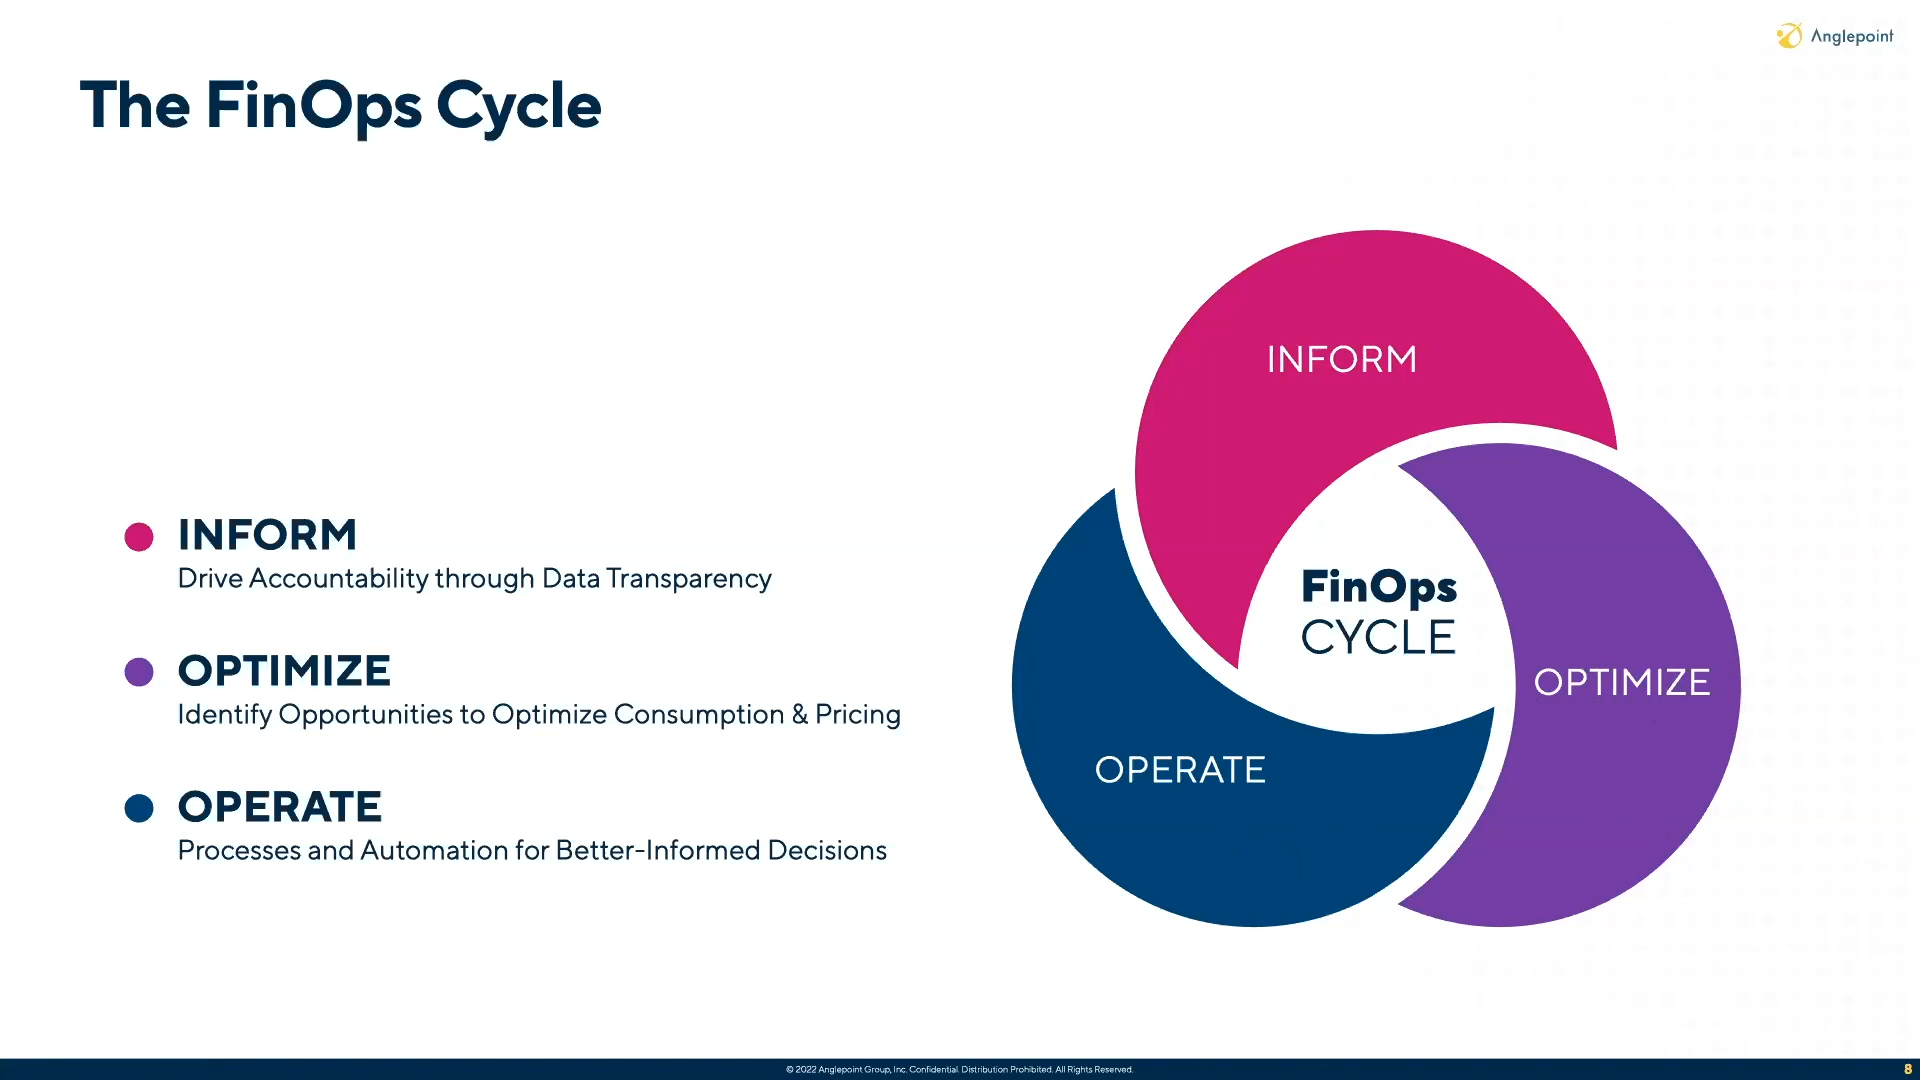 Anglepoint
The FinOps Cycle
INFORM
Drive Accountability through Data Transparency
OPTIMIZE
Identify Opportunities to Optimize Consumption & Pricing
OPERATE
Processes and Automation for Better-Informed Decisions
INFORM
FinOps
CYCLE
OPTIMIZE
OPERATE
© 2022 Anglepoint Group, Inc. Confidential. Distribution Prohibited. All Rights Reserved.
8